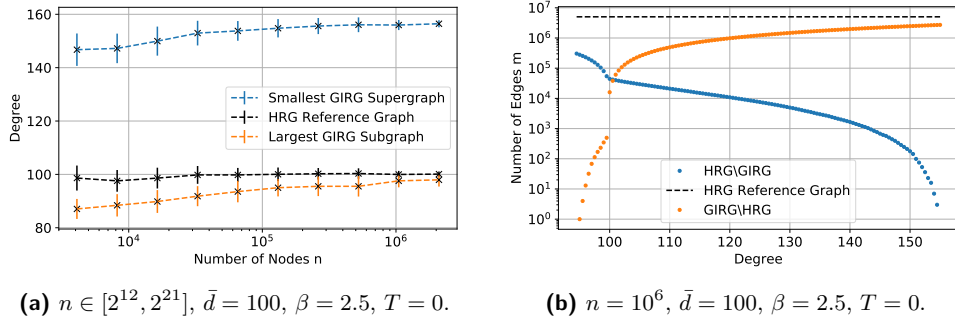 160
140
120
100
80
Degree
10^4
10^5
10^6
Number of Nodes n
Smallest GIRG Supergraph
HRG Reference Graph
Largest GIRG Subgraph
10^7
10^6
10^5
10^4
10^3
10^2
10^1
10^0
Number of Edges m
100
110
120
130
140
150
Degree
HRG\GIRG
HRG Reference Graph
GIRG\HRG
(a) n ∈ [2^12, 2^21], d̄ = 100, β = 2.5, T = 0.
(b) n = 10^6, d̄ = 100, β = 2.5, T = 0.